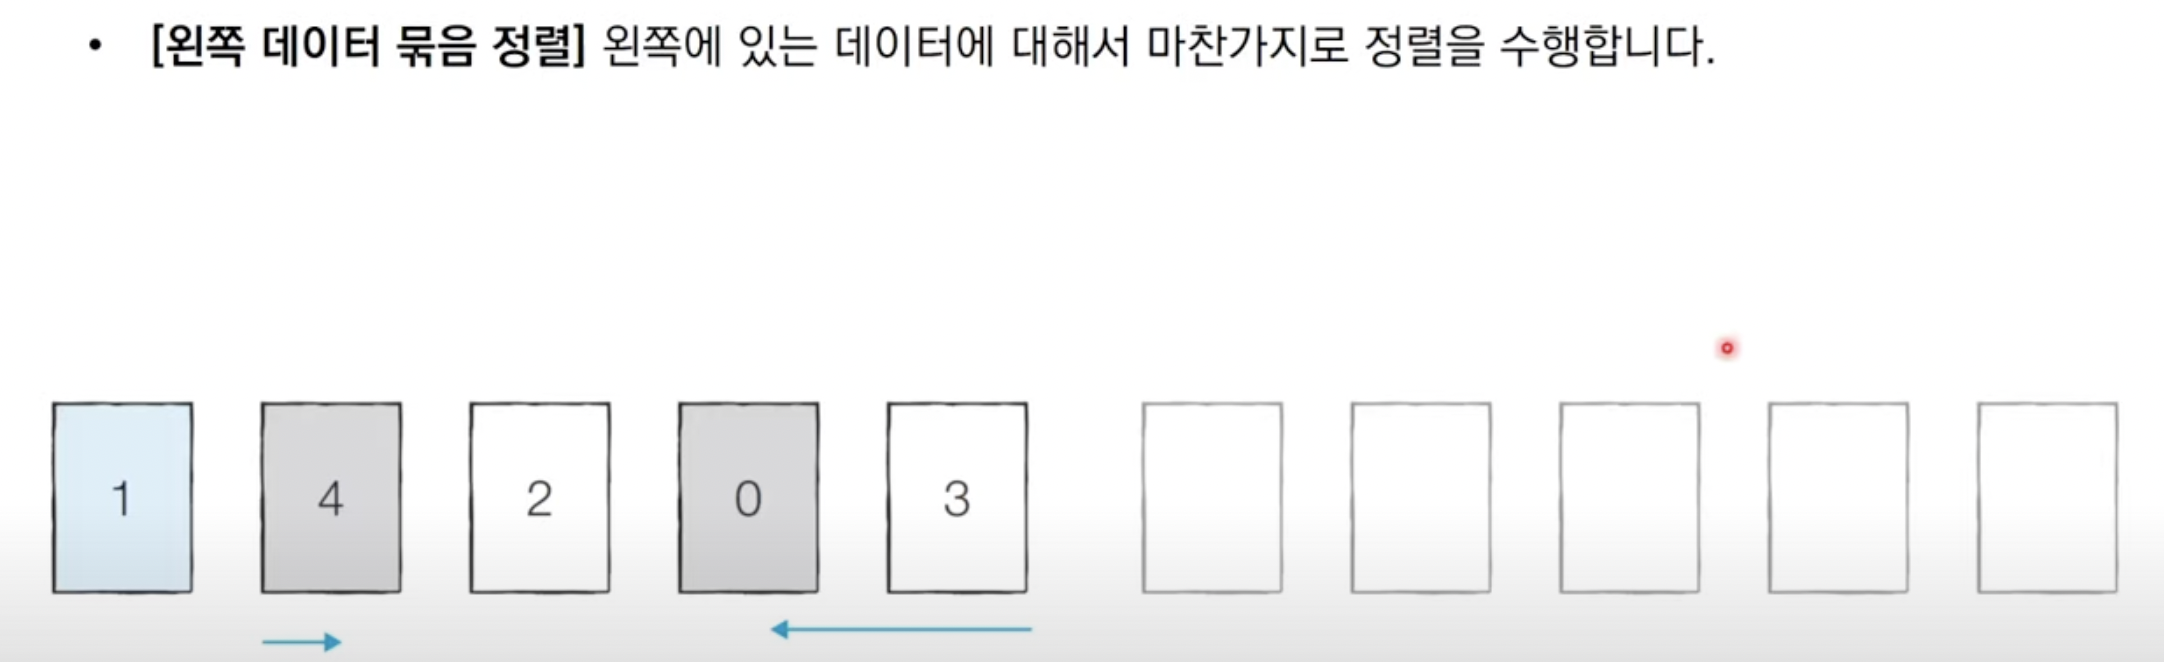 • [왼쪽 데이터 묶음 정렬] 왼쪽에 있는 데이터에 대해서 마찬가지로 정렬을 수행합니다.
1 4 2 0 3